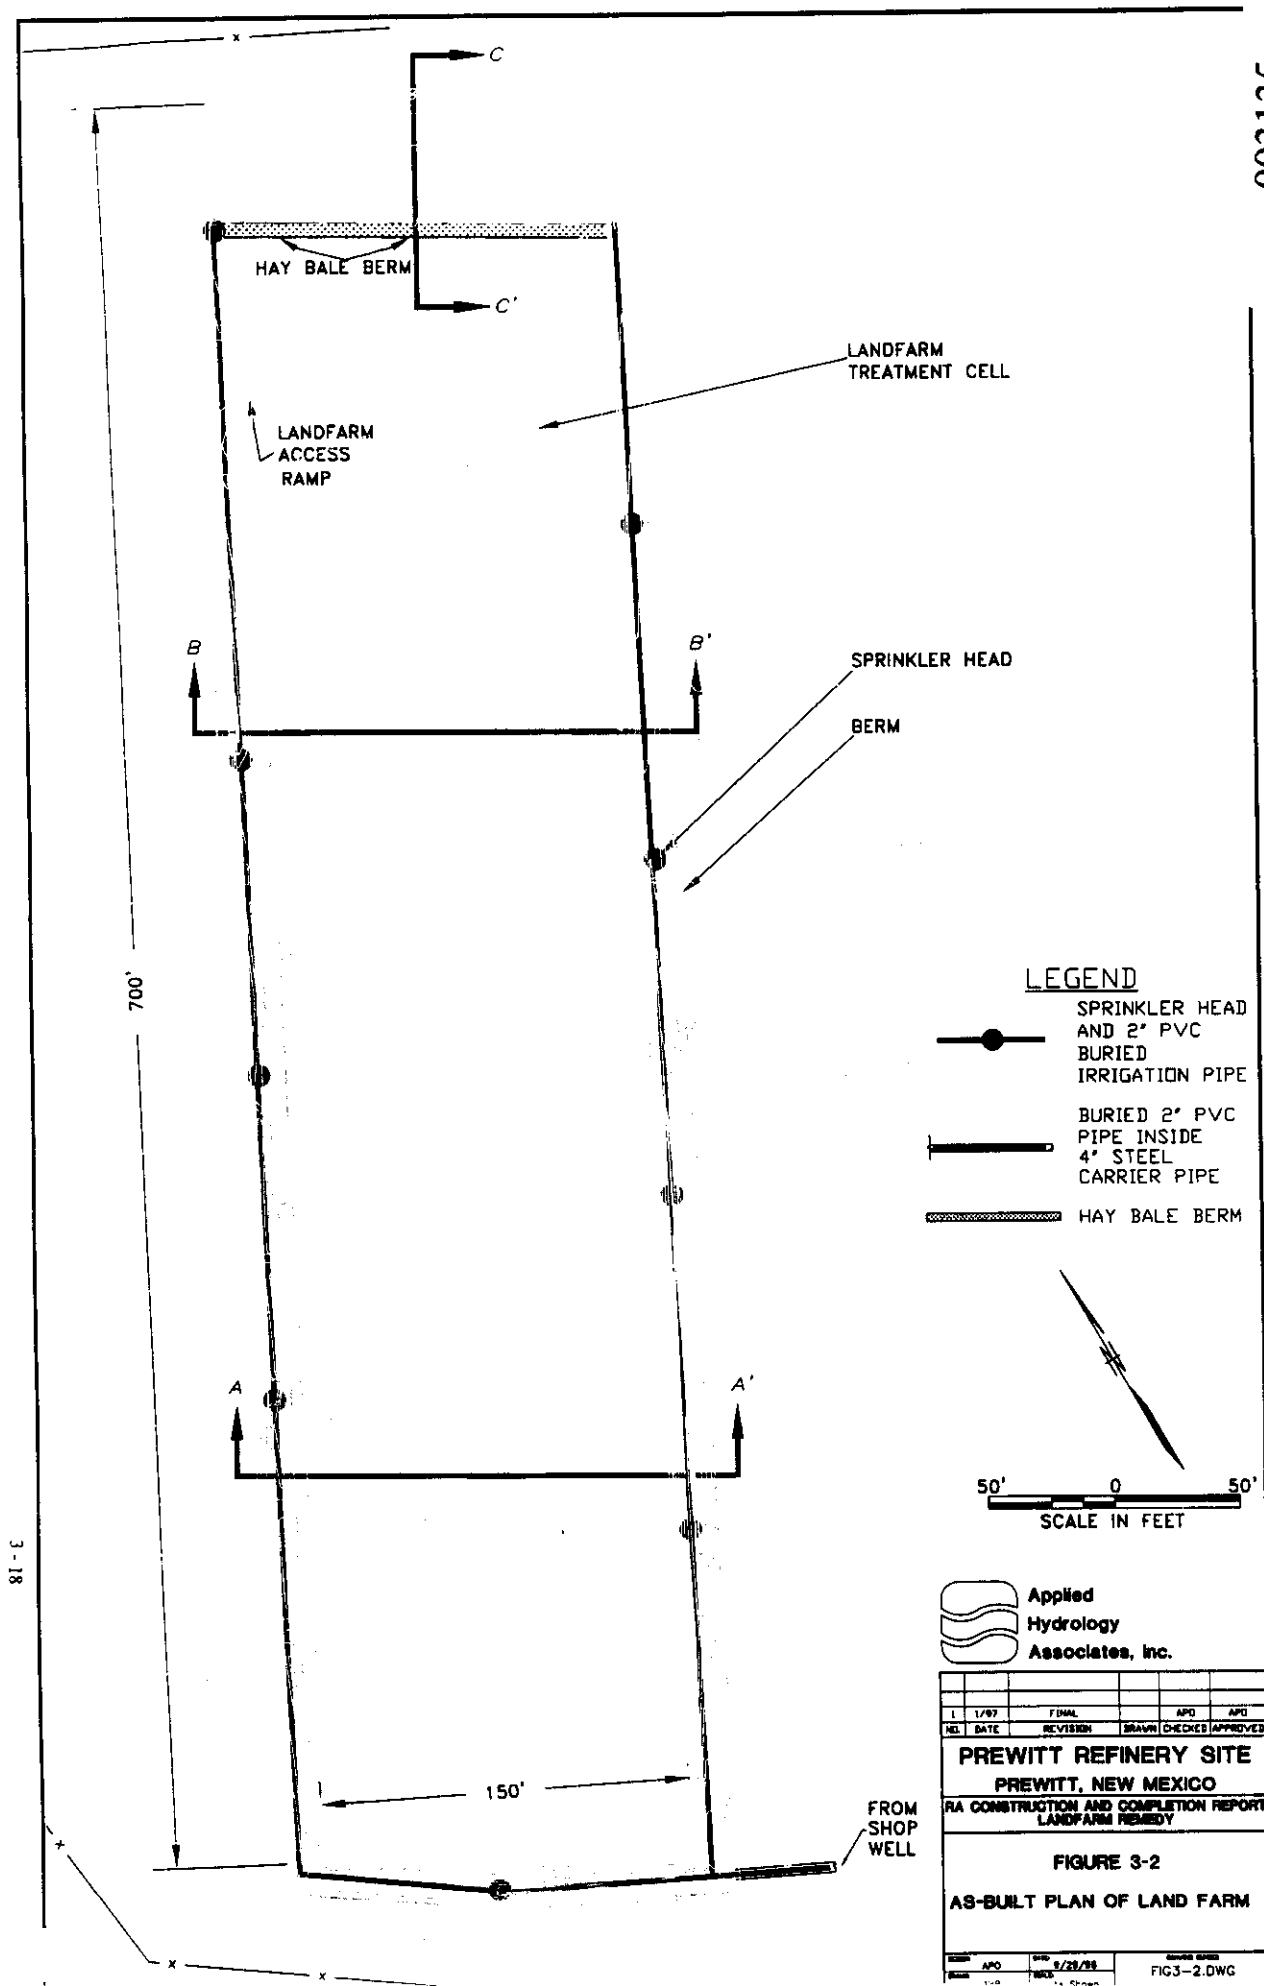 C
HAY BALE BERM
C'
LANDFARM
TREATMENT CELL
LANDFARM
ACCESS
RAMP
B
B'
SPRINKLER HEAD
BERM
700'
LEGEND
SPRINKLER HEAD
AND 2" PVC
BURIED
IRRIGATION PIPE
BURIED 2" PVC
PIPE INSIDE
4" STEEL
CARRIER PIPE
HAY BALE BERM
A
A'
50' 0 50'
SCALE IN FEET
3-18
Applied
Hydrology
Associates, Inc.
1 1/97 FINAL APO APO
NO. DATE REVISION DRAWN CHECKED APPROVED
PREWITT REFINERY SITE
PREWITT, NEW MEXICO
RA CONSTRUCTION AND COMPLETION REPORT
LANDFARM REMEDY
150'
FROM
SHOP
WELL
FIGURE 3-2
AS-BUILT PLAN OF LAND FARM
APO
FIG3-2.DWG